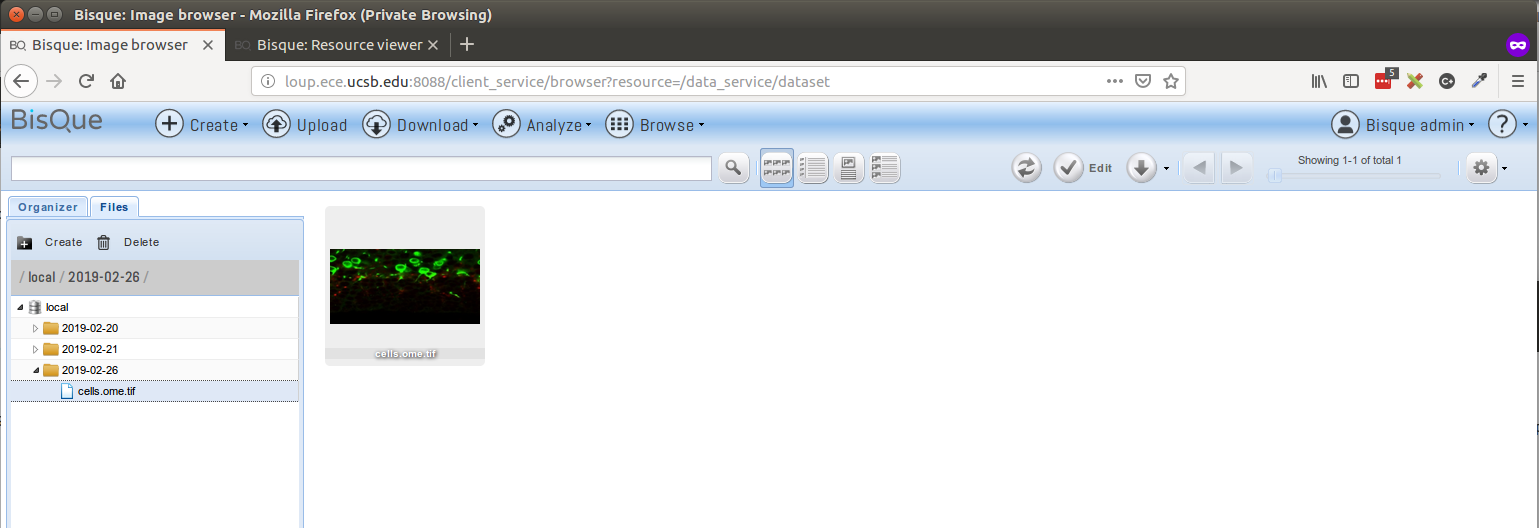 Bisque: Image browser - Mozilla Firefox (Private Browsing)
BQ Bisque: Image browser
BQ Bisque: Resource viewer
loup.ece.ucsb.edu:8088/client_service/browser?resource=/data_service/dataset
5
C+
BisQue
Create
Upload
Download
Analyze
Browse
Bisque admin
?
Edit
Showing 1-1 of total 1
Organizer
Files
Create
Delete
/ local / 2019-02-26 /
local
2019-02-20
2019-02-21
2019-02-26
cells.ome.tif
cells.ome.tif